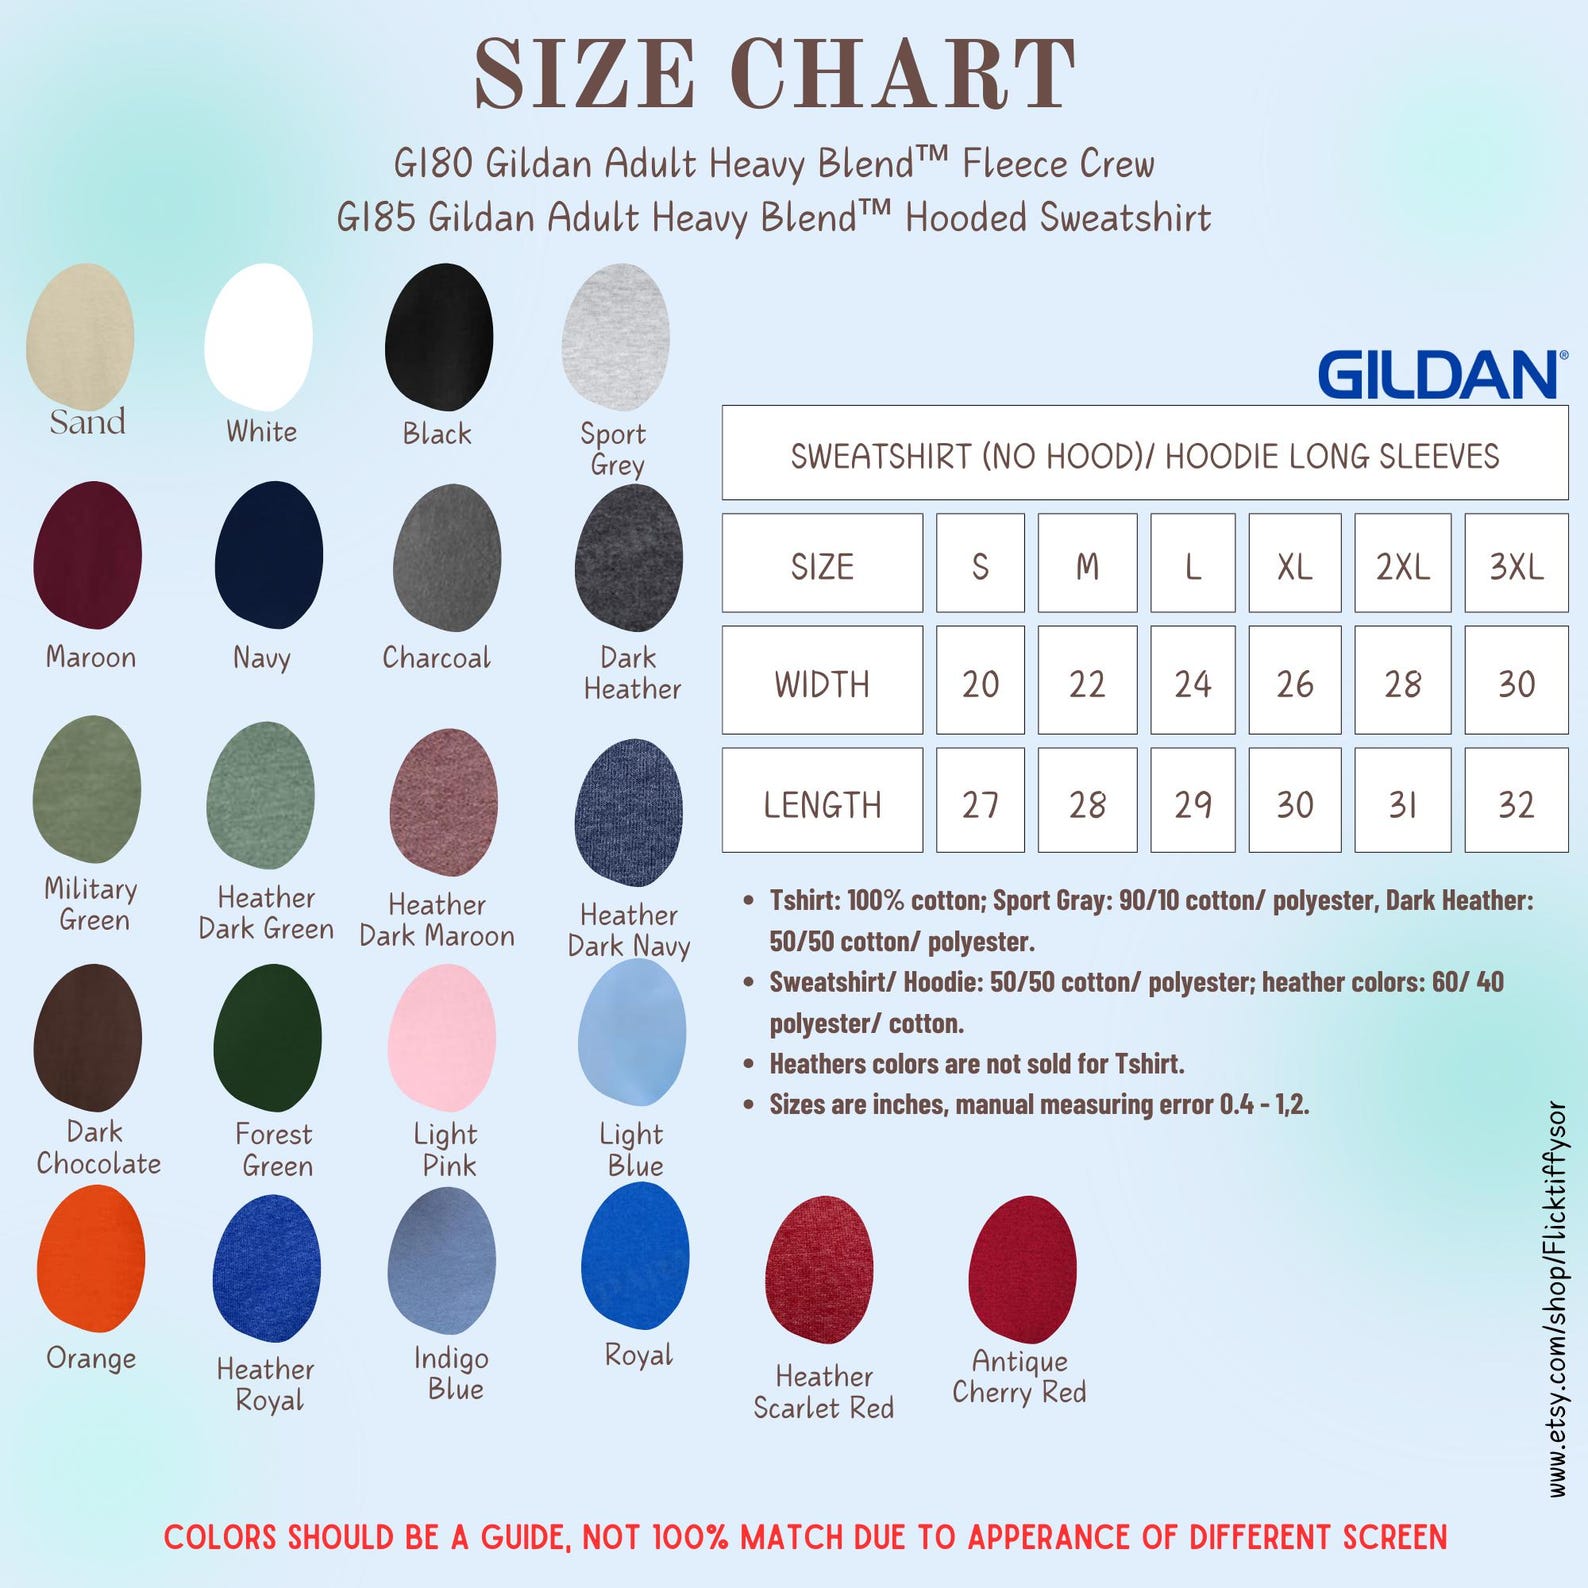 SIZE CHART
G180 Gildan Adult Heavy Blend™ Fleece Crew
G185 Gildan Adult Heavy Blend™ Hooded Sweatshirt
Sand
White
Black
Sport
Grey
Maroon
Navy
Charcoal
Dark
Heather
Military
Green
Heather
Dark Green
Heather
Dark Maroon
Heather
Dark Navy
Dark
Chocolate
Forest
Green
Light
Pink
Light
Blue
Orange
Heather
Royal
Indigo
Blue
Royal
Heather
Scarlet Red
Antique
Cherry Red
GILDAN®
SWEATSHIRT (NO HOOD)/ HOODIE LONG SLEEVES
SIZE S M L XL 2XL 3XL
WIDTH 20 22 24 26 28 30
LENGTH 27 28 29 30 31 32
• Tshirt: 100% cotton; Sport Gray: 90/10 cotton/ polyester, Dark Heather:
50/50 cotton/ polyester.
• Sweatshirt/ Hoodie: 50/50 cotton/ polyester; heather colors: 60/ 40
polyester/ cotton.
• Heathers colors are not sold for Tshirt.
• Sizes are inches, manual measuring error 0.4 - 1,2.
www.etsy.com/shop/Flicktiffysor
COLORS SHOULD BE A GUIDE, NOT 100% MATCH DUE TO APPERANCE OF DIFFERENT SCREEN